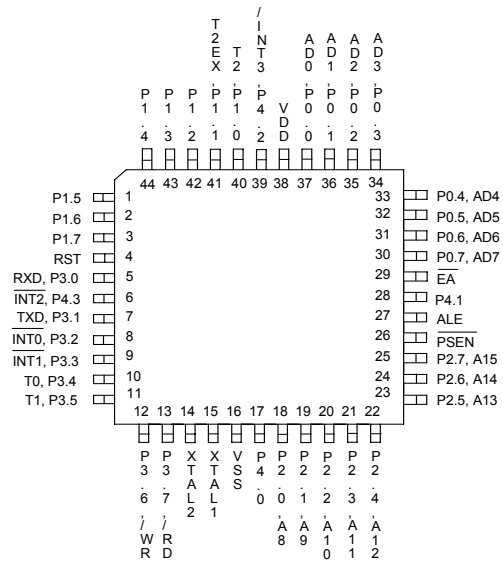 P1.4
P1.3
P1.2
T2EX,P1.1
T2,P1.0
/INT3,P4.2
VDD
AD0,P0.0
AD1,P0.1
AD2,P0.2
AD3,P0.3
44 43 42 41 40 39 38 37 36 35 34
P1.5 1
P1.6 2
P1.7 3
RST 4
RXD, P3.0 5
INT2, P4.3 6
TXD, P3.1 7
INT0, P3.2 8
INT1, P3.3 9
T0, P3.4 10
T1, P3.5 11
33 P0.4, AD4
32 P0.5, AD5
31 P0.6, AD6
30 P0.7, AD7
29 EA
28 P4.1
27 ALE
26 PSEN
25 P2.7, A15
24 P2.6, A14
23 P2.5, A13
12 13 14 15 16 17 18 19 20 21 22
P3.6,/WR
P3.7,/RD
XTAL2
XTAL1
VSS
P4.0
P2.0,A8
P2.1,A9
P2.2,A10
P2.3,A11
P2.4,A12